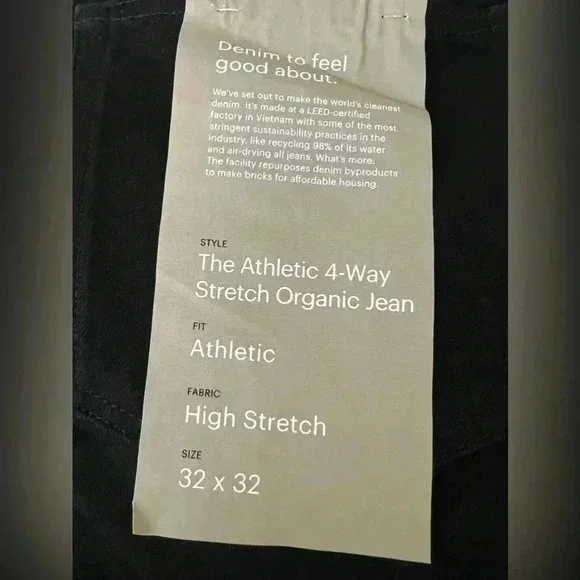 Denim to feel
good about.
We've set out to make the world's cleanest
denim. It's made at a LEED-certified
factory in Vietnam with some of the most
stringent sustainability practices in the
industry, like recycling 98% of its water
and air-drying all jeans. What's more:
The facility repurposes denim byproducts
to make bricks for affordable housing.
STYLE
The Athletic 4-Way
Stretch Organic Jean
FIT
Athletic
FABRIC
High Stretch
SIZE
32 x 32